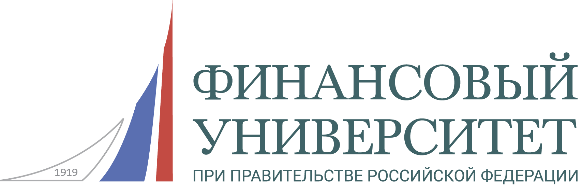 1919
ФИНАНСОВЫЙ
УНИВЕРСИТЕТ
ПРИ ПРАВИТЕЛЬСТВЕ РОССИЙСКОЙ ФЕДЕРАЦИИ